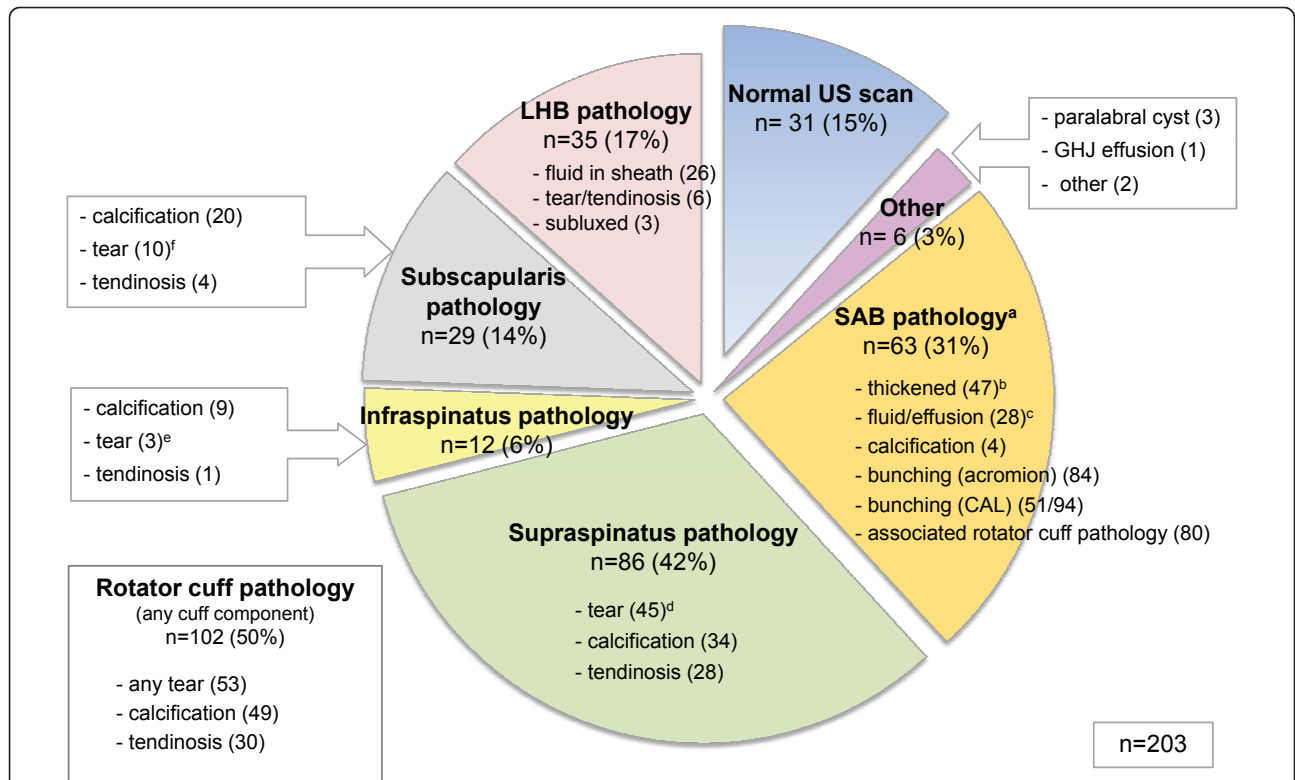 Normal US scan
n= 31 (15%)
- paralabral cyst (3)
- GHJ effusion (1)
- other (2)
Other
n= 6 (3%)
SAB pathologyᵃ
n=63 (31%)
- thickened (47)ᵇ
- fluid/effusion (28)ᶜ
- calcification (4)
- bunching (acromion) (84)
- bunching (CAL) (51/94)
- associated rotator cuff pathology (80)
Supraspinatus pathology
n=86 (42%)
- tear (45)ᵈ
- calcification (34)
- tendinosis (28)
Infraspinatus pathology
n=12 (6%)
- calcification (9)
- tear (3)ᵉ
- tendinosis (1)
Subscapularis
pathology
n=29 (14%)
- calcification (20)
- tear (10)ᶠ
- tendinosis (4)
LHB pathology
n=35 (17%)
- fluid in sheath (26)
- tear/tendinosis (6)
- subluxed (3)
Rotator cuff pathology
(any cuff component)
n=102 (50%)
- any tear (53)
- calcification (49)
- tendinosis (30)
n=203